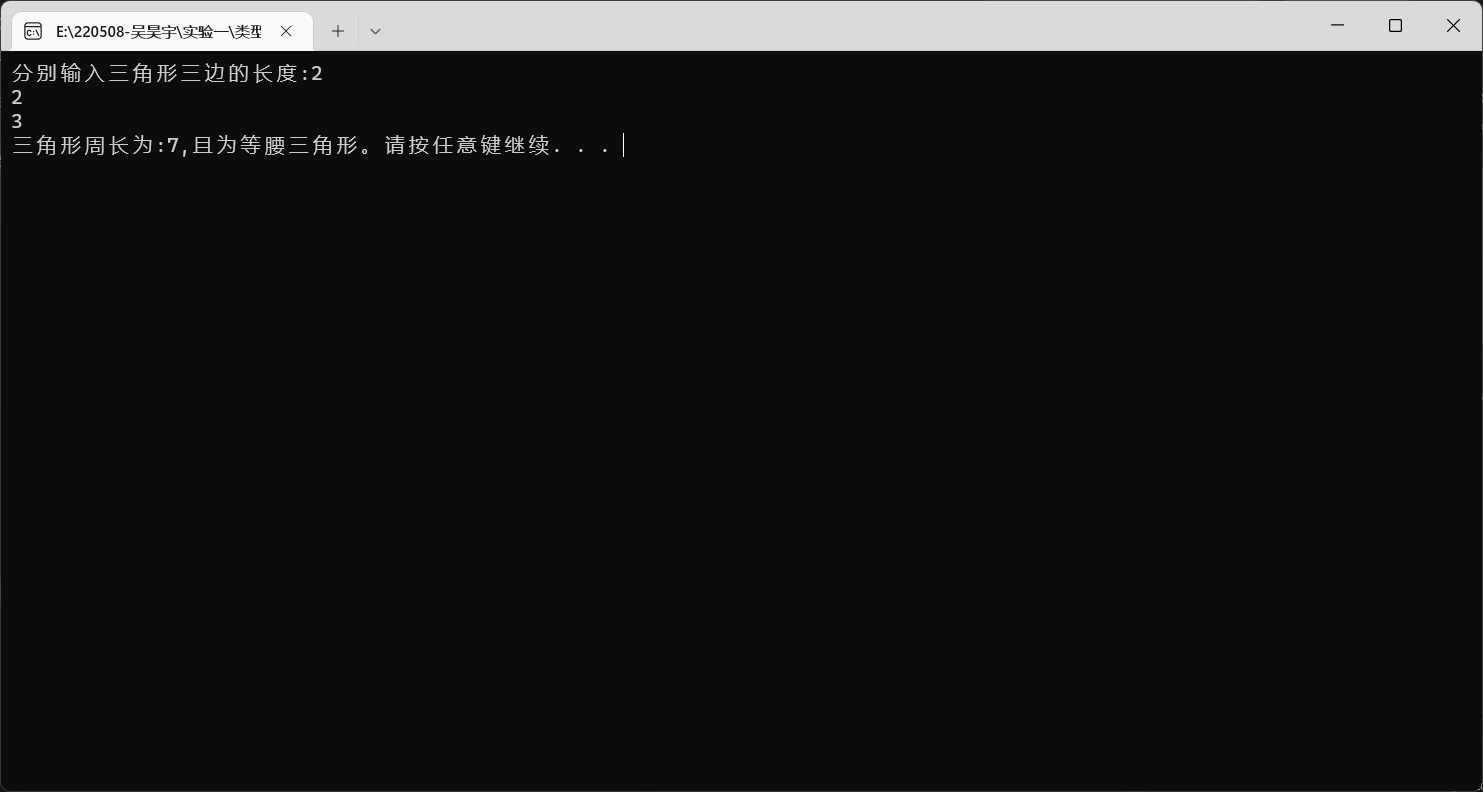 E:\220508-吴昊宇\实验一\类型
分别输入三角形三边的长度:2
2
3
三角形周长为:7,且为等腰三角形。请按任意键继续. . .